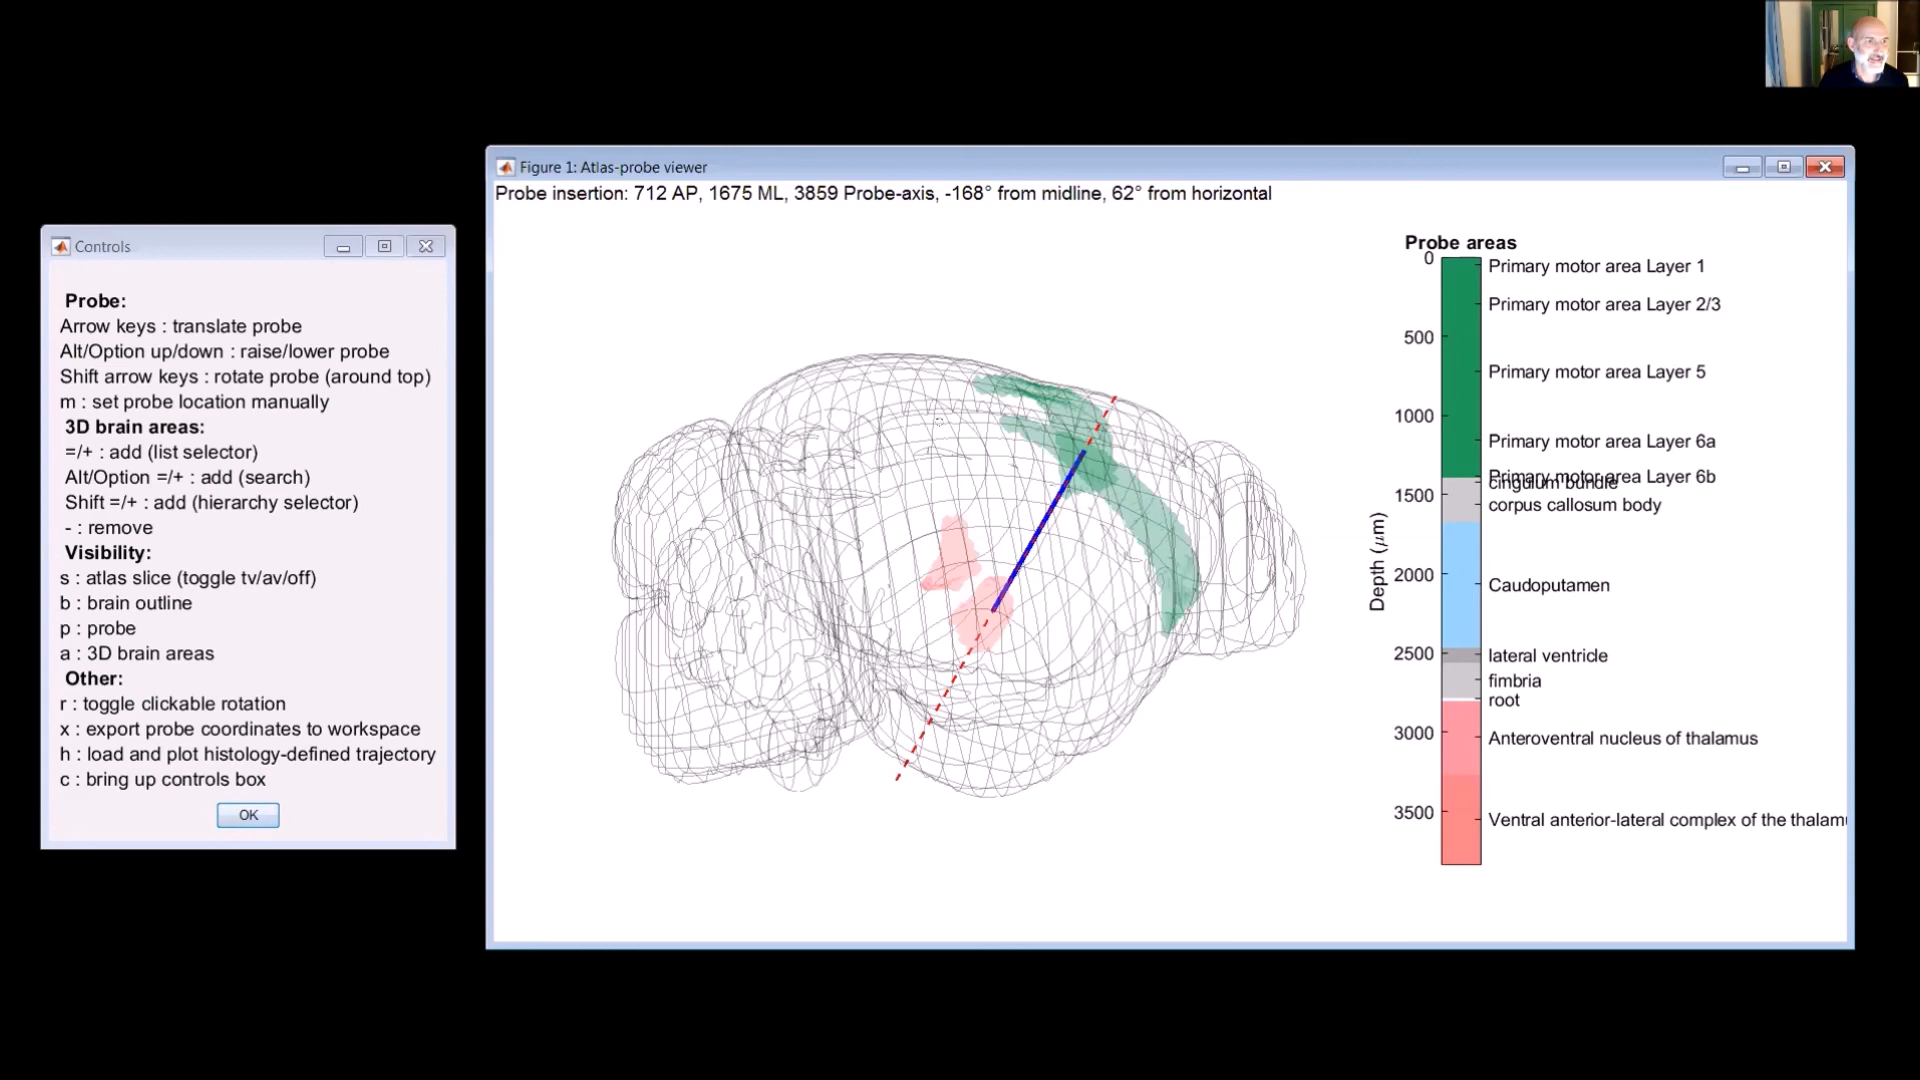 Figure 1: Atlas-probe viewer
Probe insertion: 712 AP, 1675 ML, 3859 Probe-axis, -168° from midline, 62° from horizontal
Controls
Probe:
Arrow keys : translate probe
Alt/Option up/down : raise/lower probe
Shift arrow keys : rotate probe (around top)
m : set probe location manually
3D brain areas:
=/+ : add (list selector)
Alt/Option =/+ : add (search)
Shift =/+ : add (hierarchy selector)
- : remove
Visibility:
s : atlas slice (toggle tv/av/off)
b : brain outline
p : probe
a : 3D brain areas
Other:
r : toggle clickable rotation
x : export probe coordinates to workspace
h : load and plot histology-defined trajectory
c : bring up controls box
OK
Probe areas
0
500
1000
1500
2000
2500
3000
3500
Depth (μm)
Primary motor area Layer 1
Primary motor area Layer 2/3
Primary motor area Layer 5
Primary motor area Layer 6a
Primary motor area Layer 6b
cingulum bundle
corpus callosum body
Caudoputamen
lateral ventricle
fimbria
root
Anteroventral nucleus of thalamus
Ventral anterior-lateral complex of the thalamu